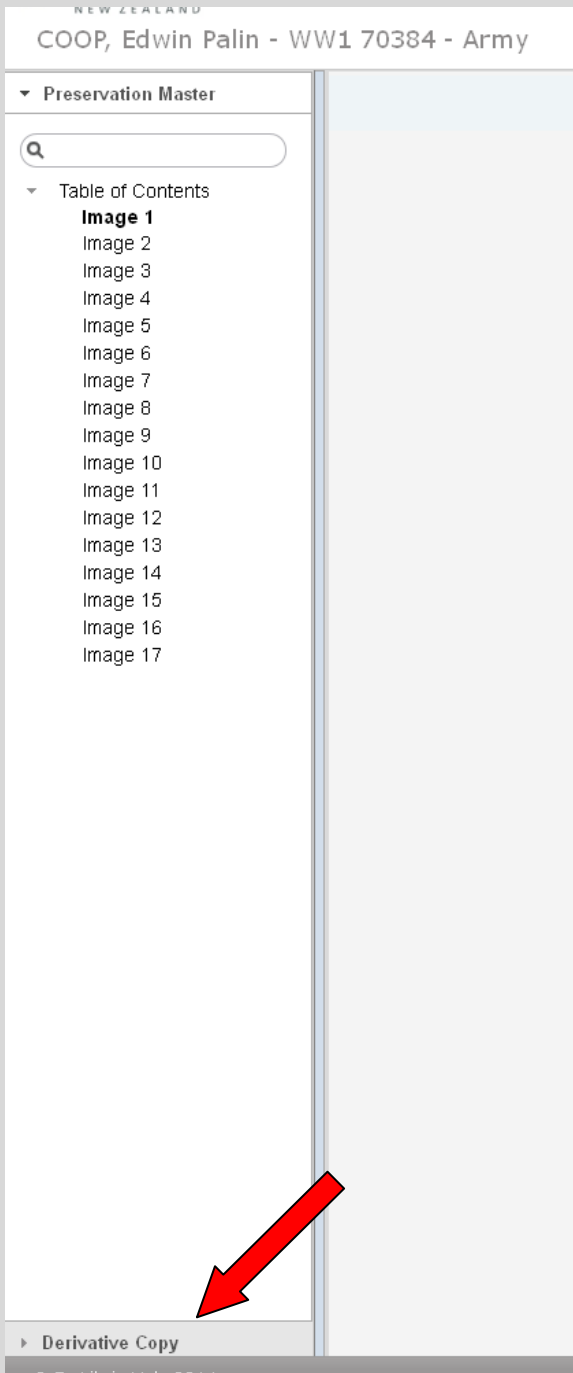 NEW ZEALAND
COOP, Edwin Palin - WW1 70384 - Army
Preservation Master
Table of Contents
Image 1
Image 2
Image 3
Image 4
Image 5
Image 6
Image 7
Image 8
Image 9
Image 10
Image 11
Image 12
Image 13
Image 14
Image 15
Image 16
Image 17
Derivative Copy